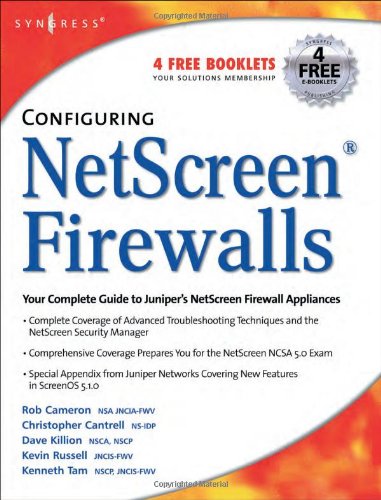 SYNGRESS®
4 FREE BOOKLETS
YOUR SOLUTIONS MEMBERSHIP
SYNGRESS
4
FREE
E-BOOKLETS
PUBLISHING
CONFIGURING
NetScreen®
Firewalls
Your Complete Guide to Juniper's NetScreen Firewall Appliances
• Complete Coverage of Advanced Troubleshooting Techniques and the
NetScreen Security Manager
• Comprehensive Coverage Prepares You for the NetScreen NCSA 5.0 Exam
• Special Appendix from Juniper Networks Covering New Features
in ScreenOS 5.1.0
Rob Cameron NSA JNCIA-FWV
Christopher Cantrell NS-IDP
Dave Killion NSCA, NSCP
Kevin Russell JNCIS-FWV
Kenneth Tam NSCP, JNCIS-FWV